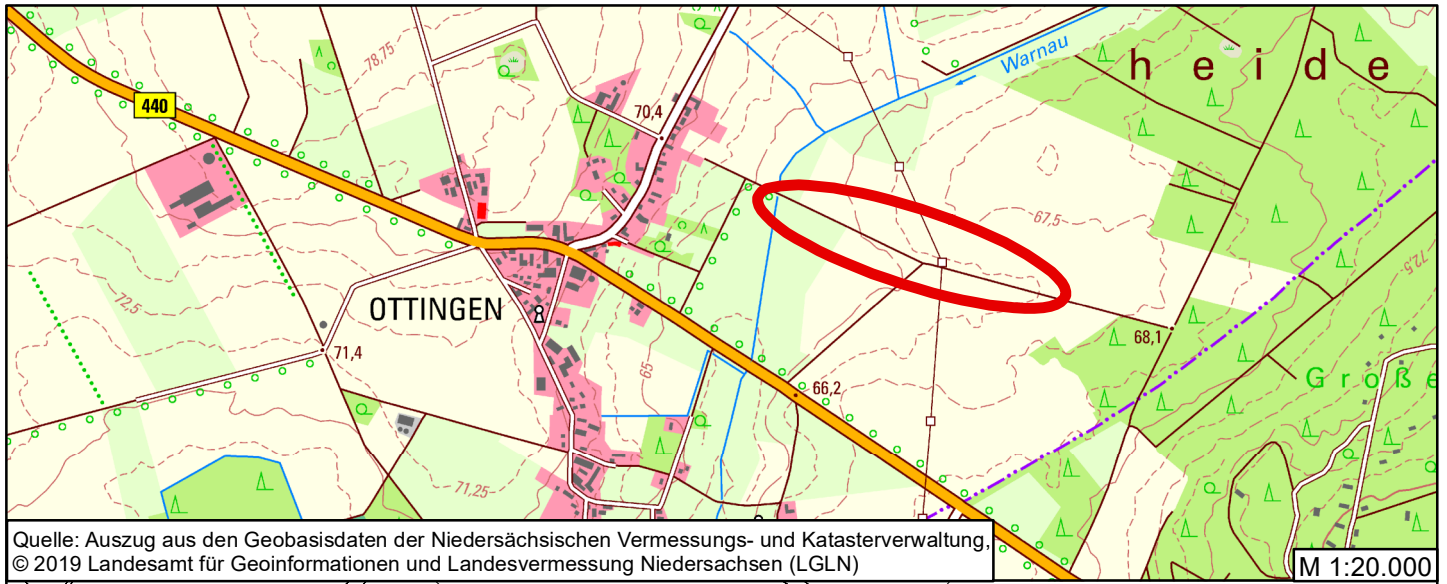 440
78,75
70,4
Warnau
h e i d e
67,5
72,5
72,5
OTTINGEN
71,4
65
66,2
68,1
Große
71,25
Quelle: Auszug aus den Geobasisdaten der Niedersächsischen Vermessungs- und Katasterverwaltung,
© 2019 Landesamt für Geoinformationen und Landesvermessung Niedersachsen (LGLN)
M 1:20.000